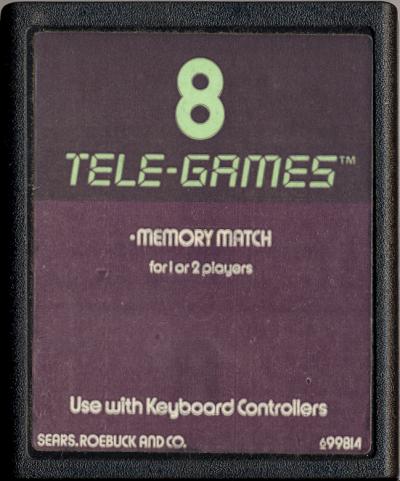 8
TELE-GAMES™
•MEMORY MATCH
for 1 or 2 players
Use with Keyboard Controllers
SEARS, ROEBUCK AND CO. 699814